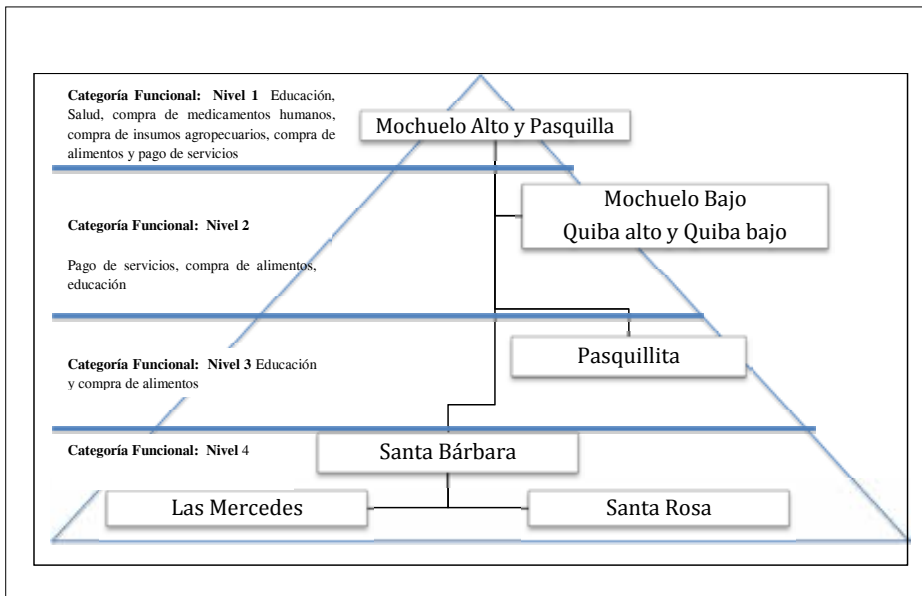 Categoría Funcional: Nivel 1 Educación,
Salud, compra de medicamentos humanos,
compra de insumos agropecuarios, compra de
alimentos y pago de servicios
Mochuelo Alto y Pasquilla
Categoría Funcional: Nivel 2
Pago de servicios, compra de alimentos,
educación
Mochuelo Bajo
Quiba alto y Quiba bajo
Categoría Funcional: Nivel 3 Educación
y compra de alimentos
Pasquillita
Categoría Funcional: Nivel 4
Santa Bárbara
Las Mercedes
Santa Rosa